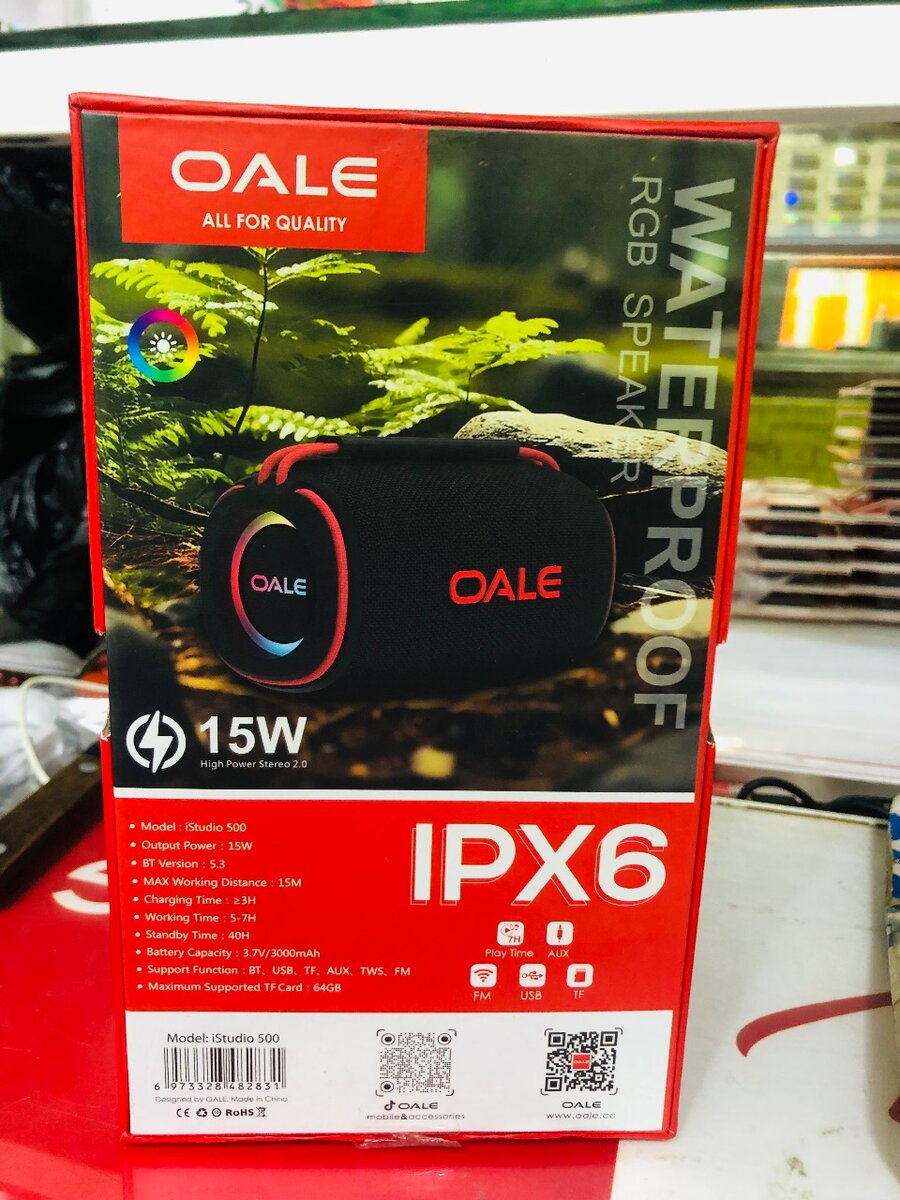 OALE
ALL FOR QUALITY
WATERPROOF
RGB SPEAKER
OALE
OALE
15W
High Power Stereo 2.0
• Model : iStudio 500
• Output Power : 15W
• BT Version : 5.3
• MAX Working Distance : 15M
• Charging Time : ≥3H
• Working Time : 5-7H
• Standby Time : 40H
• Battery Capacity : 3.7V/3000mAh
• Support Function : BT、USB、TF、AUX、TWS、FM
• Maximum Supported TF Card : 64GB
IPX6
7H
Play Time
AUX
FM
USB
TF
Model: iStudio 500
6 973328 482831
Designed by OALE. Made in China
CE RoHS
OALE
mobile&accessories
OALE
www.oale.cc